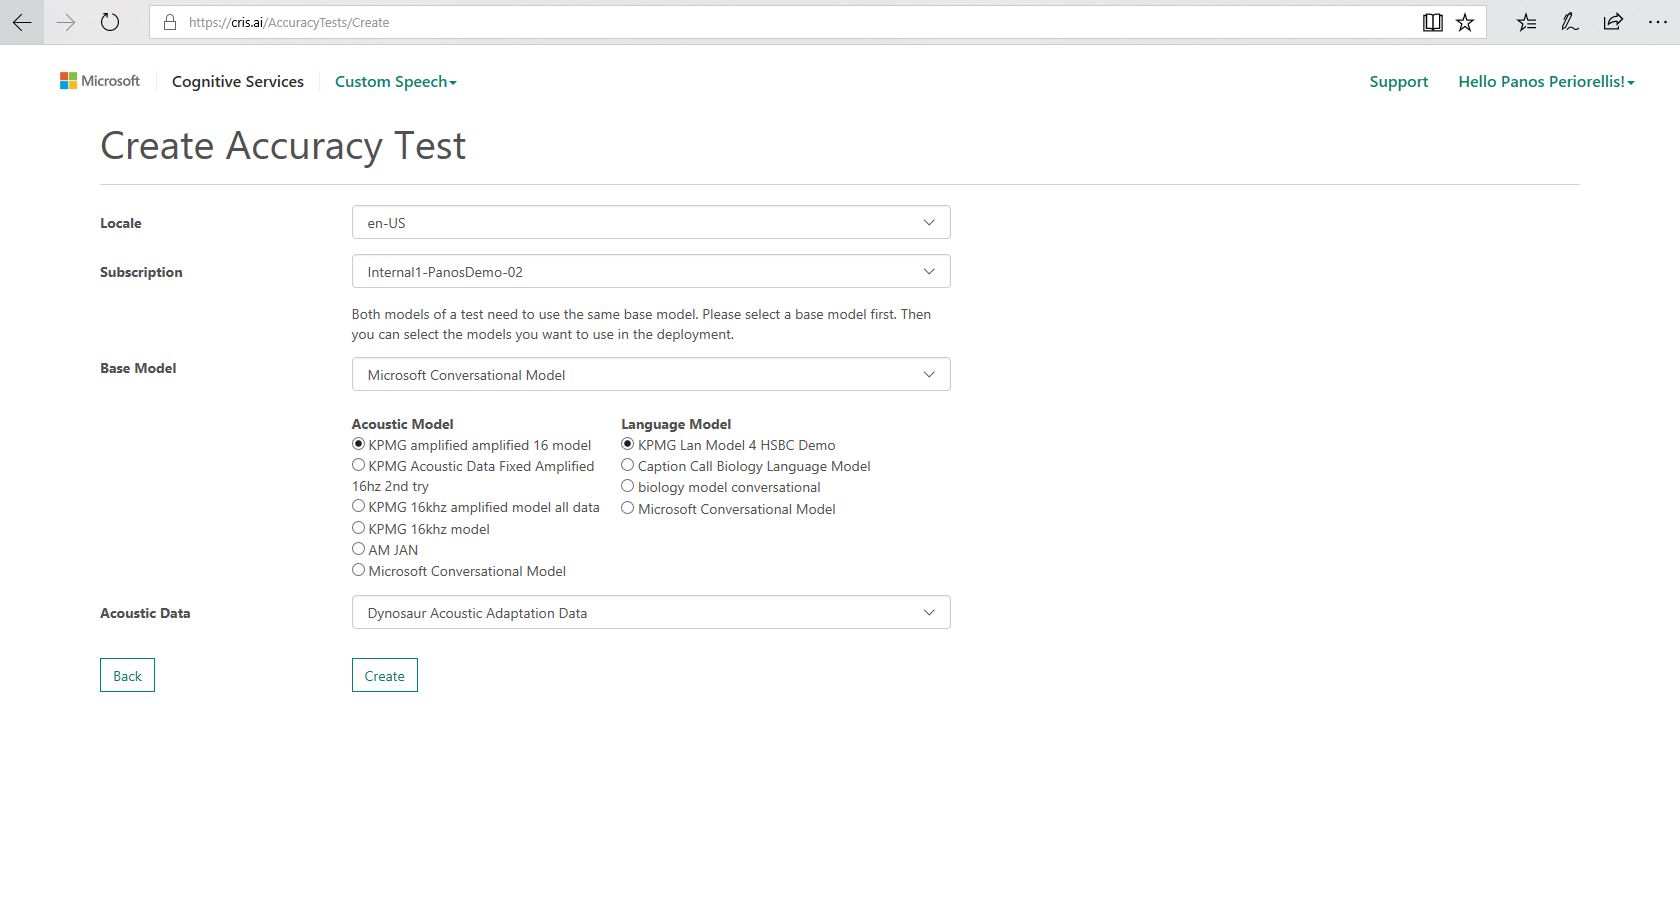 https://cris.ai/AccuracyTests/Create
Microsoft Cognitive Services Custom Speech Support Hello Panos Periorellis!
Create Accuracy Test
Locale en-US
Subscription Internal1-PanosDemo-02
Both models of a test need to use the same base model. Please select a base model first. Then
you can select the models you want to use in the deployment.
Base Model Microsoft Conversational Model
Acoustic Model
KPMG amplified amplified 16 model
KPMG Acoustic Data Fixed Amplified
16hz 2nd try
KPMG 16khz amplified model all data
KPMG 16khz model
AM JAN
Microsoft Conversational Model
Language Model
KPMG Lan Model 4 HSBC Demo
Caption Call Biology Language Model
biology model conversational
Microsoft Conversational Model
Acoustic Data Dynosaur Acoustic Adaptation Data
Back Create